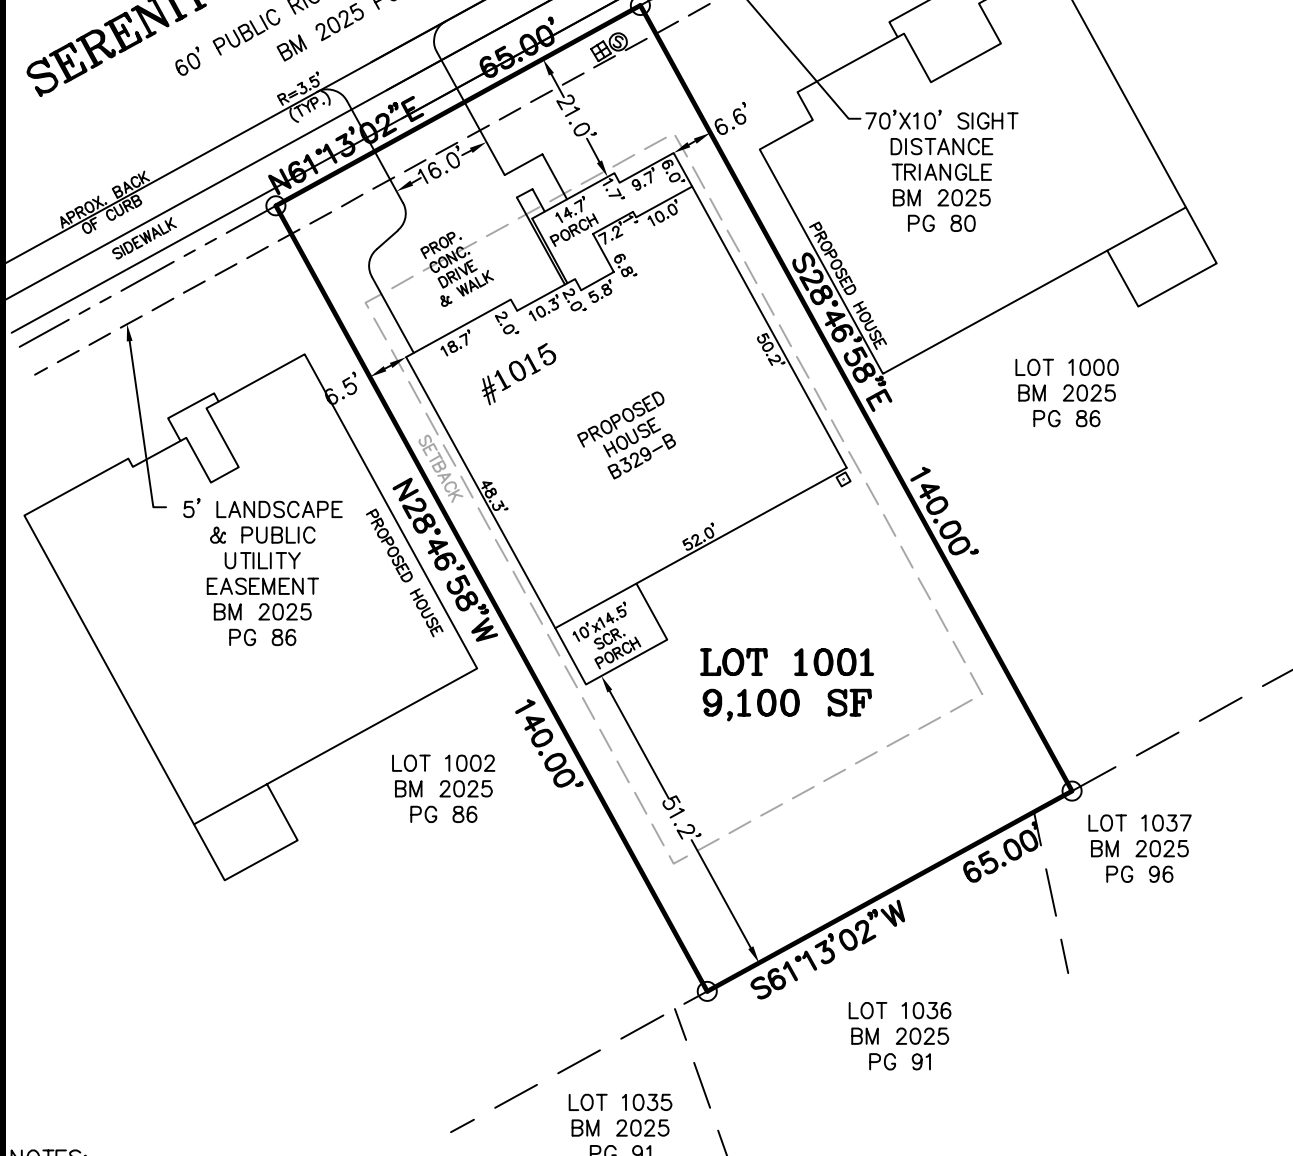 SERENIT
60' PUBLIC RI
BM 2025 P
R=3.5'
(TYP.)
APROX. BACK
OF CURB
SIDEWALK
N61°13'02"E
65.00'
S
21.0'
16.0'
6.6'
70'X10' SIGHT
DISTANCE
TRIANGLE
BM 2025
PG 80
PROP.
CONC.
DRIVE
& WALK
14.7'
PORCH
1.7'
9.7'
6.0'
7.2'
10.0'
6.8'
5.8'
2.0'
10.3'
2.0'
18.7'
6.5'
#1015
PROPOSED
HOUSE
B329-B
50.2'
48.3'
52.0'
SETBACK
10'x14.5'
SCR.
PORCH
PROPOSED HOUSE
S28°46'58"E
140.00'
LOT 1000
BM 2025
PG 86
5' LANDSCAPE
& PUBLIC
UTILITY
EASEMENT
BM 2025
PG 86
PROPOSED HOUSE
N28°46'58"W
140.00'
LOT 1001
9,100 SF
LOT 1002
BM 2025
PG 86
51.2'
65.00'
S61°13'02"W
LOT 1037
BM 2025
PG 96
LOT 1036
BM 2025
PG 91
LOT 1035
BM 2025
PG 91
NOTES: